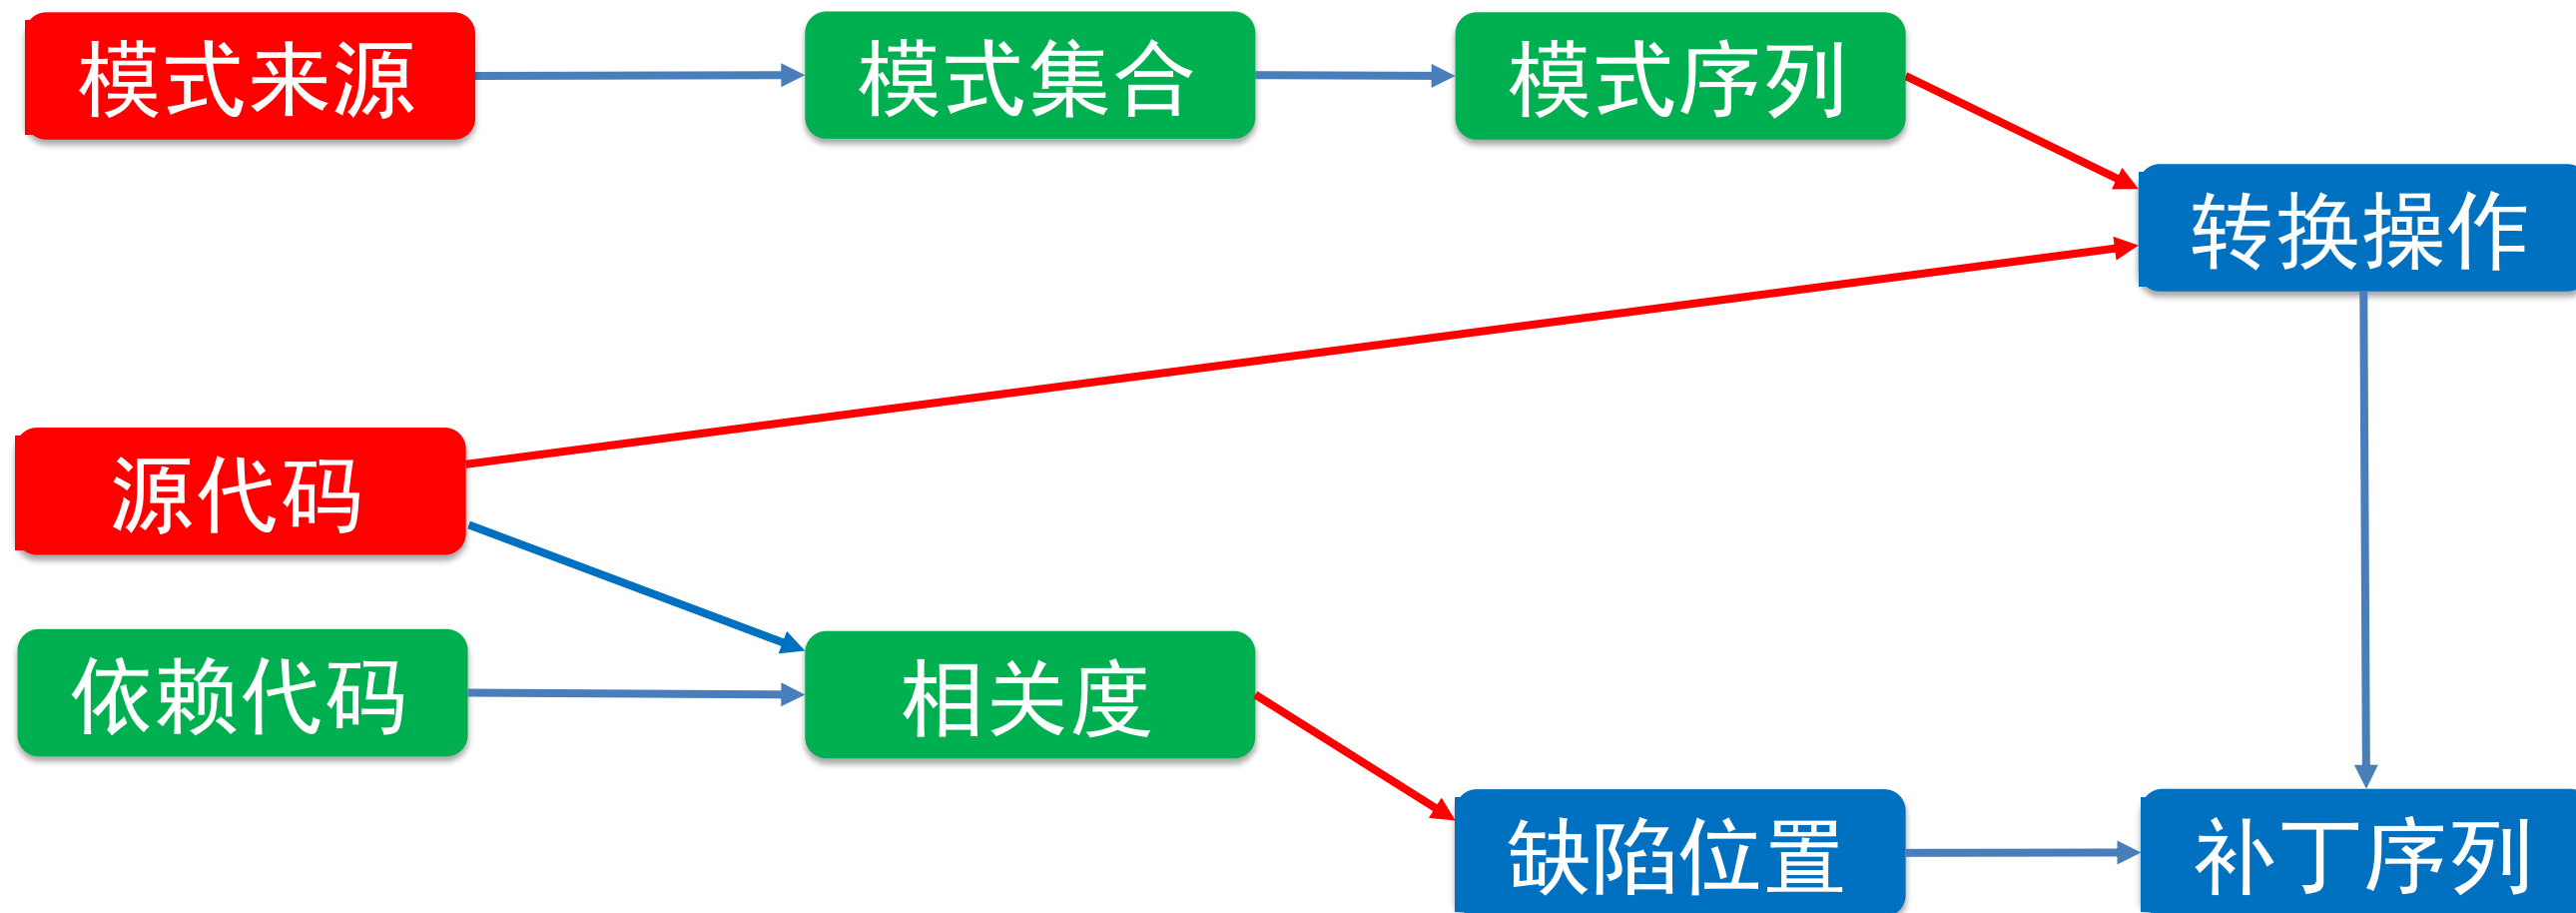 模式来源
模式集合
模式序列
转换操作
源代码
依赖代码
相关度
缺陷位置
补丁序列